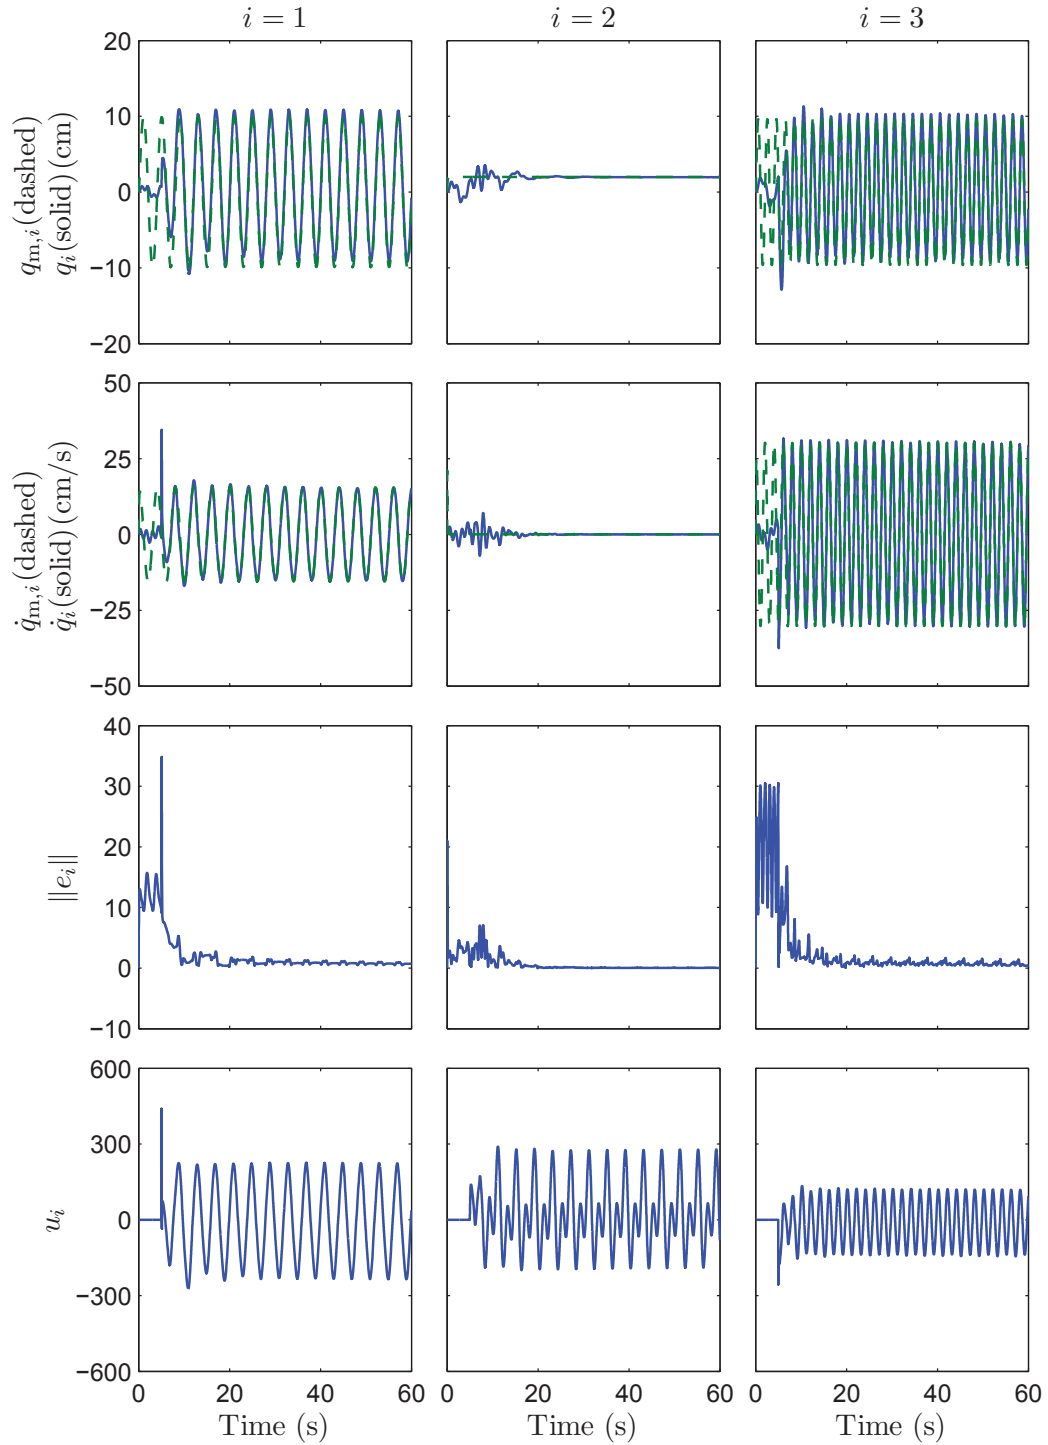 i = 1
i = 2
i = 3
q_{m,i}(dashed)
q_i(solid)(cm)
20
10
0
−10
−20
q̇_{m,i}(dashed)
q̇_i(solid)(cm/s)
50
25
0
−25
−50
‖e_i‖
40
30
20
10
0
−10
u_i
600
300
0
−300
−600
0 20 40 60
0 20 40 60
0 20 40 60
Time (s)
Time (s)
Time (s)